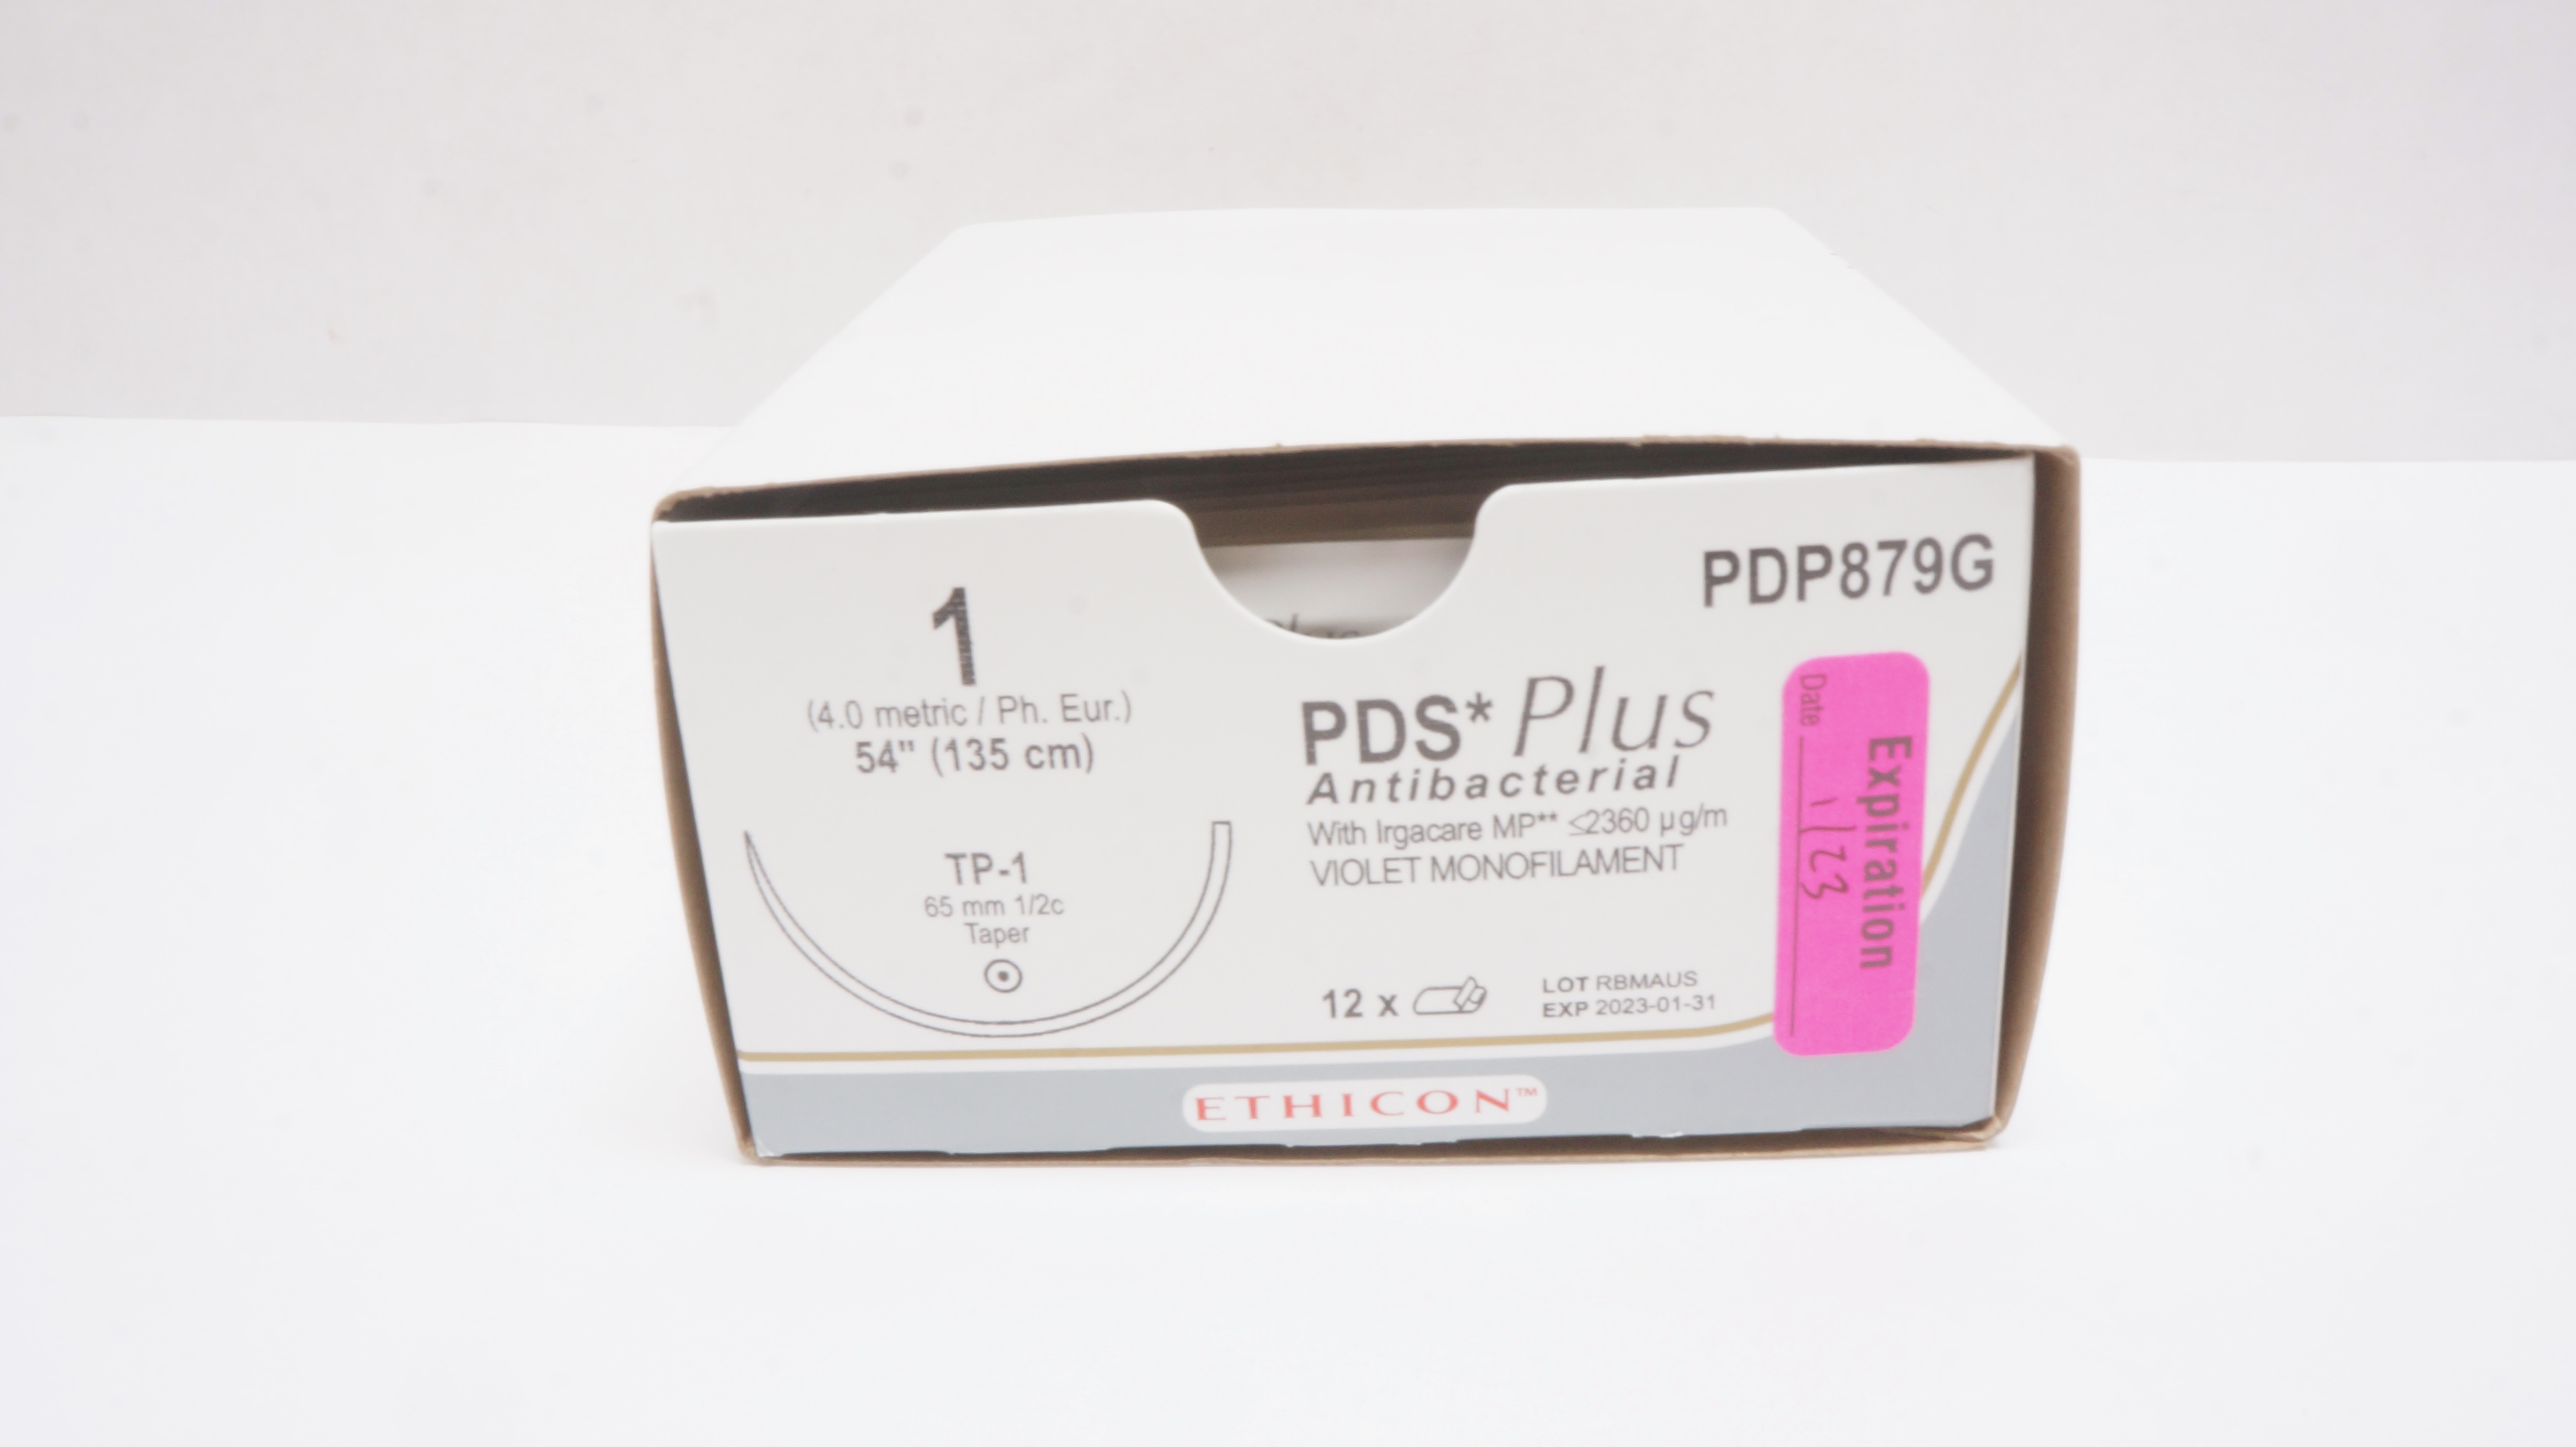 PDP879G
1
(4.0 metric / Ph. Eur.)
54" (135 cm)
TP-1
65 mm 1/2c
Taper
Plus
PDS* Plus
Antibacterial
With Irgacare MP** ≤2360 µg/m
VIOLET MONOFILAMENT
12 x
LOT RBMAUS
EXP 2023-01-31
Expiration
Date 1/23
ETHICON™